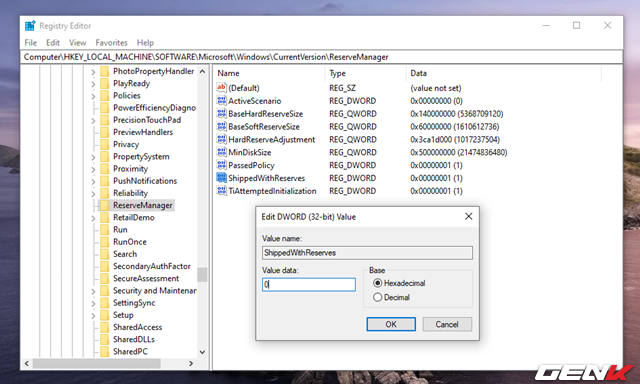 Registry Editor
File Edit View Favorites Help
Computer\HKEY_LOCAL_MACHINE\SOFTWARE\Microsoft\Windows\CurrentVersion\ReserveManager
PhotoPropertyHandler
PlayReady
Policies
PowerEfficiencyDiagno
PrecisionTouchPad
PreviewHandlers
Privacy
PropertySystem
Proximity
PushNotifications
Reliability
ReserveManager
RetailDemo
Run
RunOnce
Search
SecondaryAuthFactor
SecureAssessment
Security and Maintenan
SettingSync
Setup
SharedAccess
SharedDLLs
SharedPC
Name Type Data
(Default) REG_SZ (value not set)
ActiveScenario REG_DWORD 0x00000000 (0)
BaseHardReserveSize REG_QWORD 0x140000000 (5368709120)
BaseSoftReserveSize REG_QWORD 0x60000000 (1610612736)
HardReserveAdjustment REG_QWORD 0x3ca1d000 (1017237504)
MinDiskSize REG_QWORD 0x500000000 (21474836480)
PassedPolicy REG_DWORD 0x00000001 (1)
ShippedWithReserves REG_DWORD 0x00000001 (1)
TiAttemptedInitialization REG_DWORD 0x00000001 (1)
Edit DWORD (32-bit) Value
Value name:
ShippedWithReserves
Value data:
0
Base
Hexadecimal
Decimal
OK Cancel
GENK